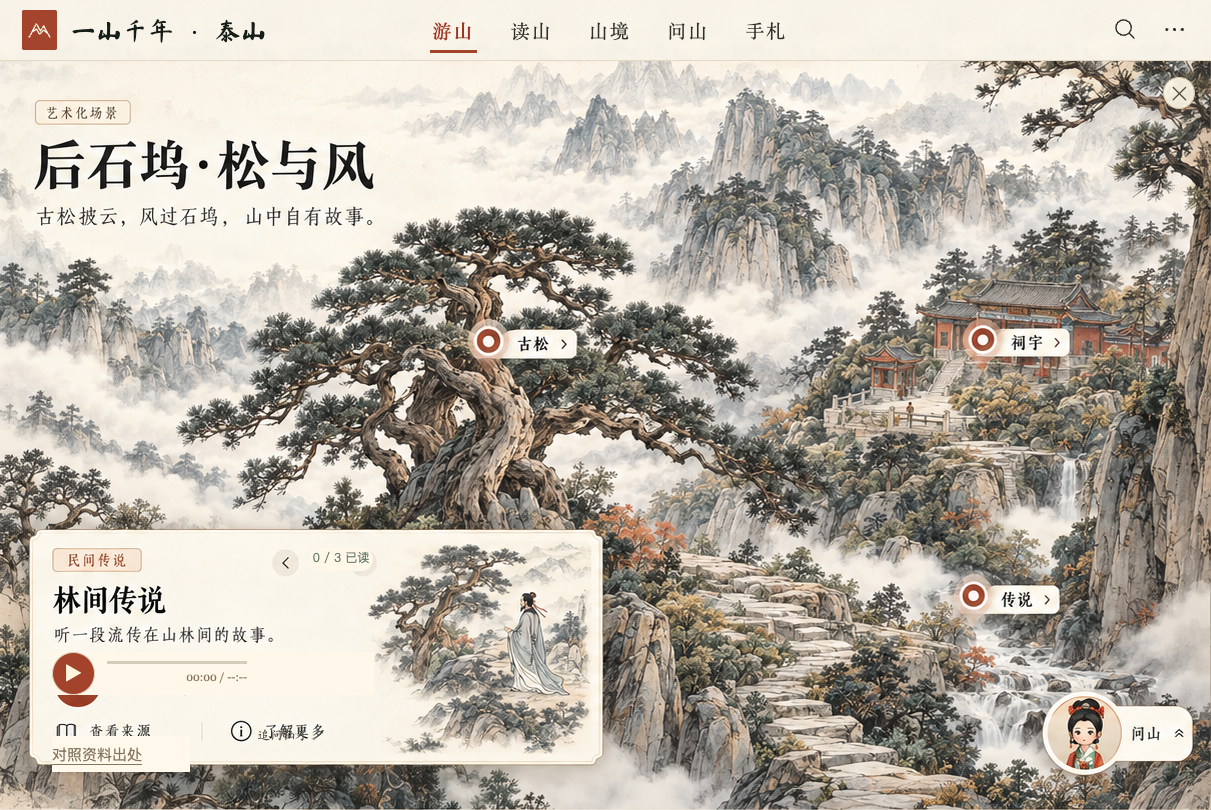 一山千年 · 泰山
游山
读山
山境
问山
手札
艺术化场景
后石坞·松与风
古松披云，风过石坞，山中自有故事。
古松
祠宇
民间传说
0 / 3 已读
林间传说
听一段流传在山林间的故事。
00:00 / --:--
传说
查看来源
了解更多
对照资料出处
问山